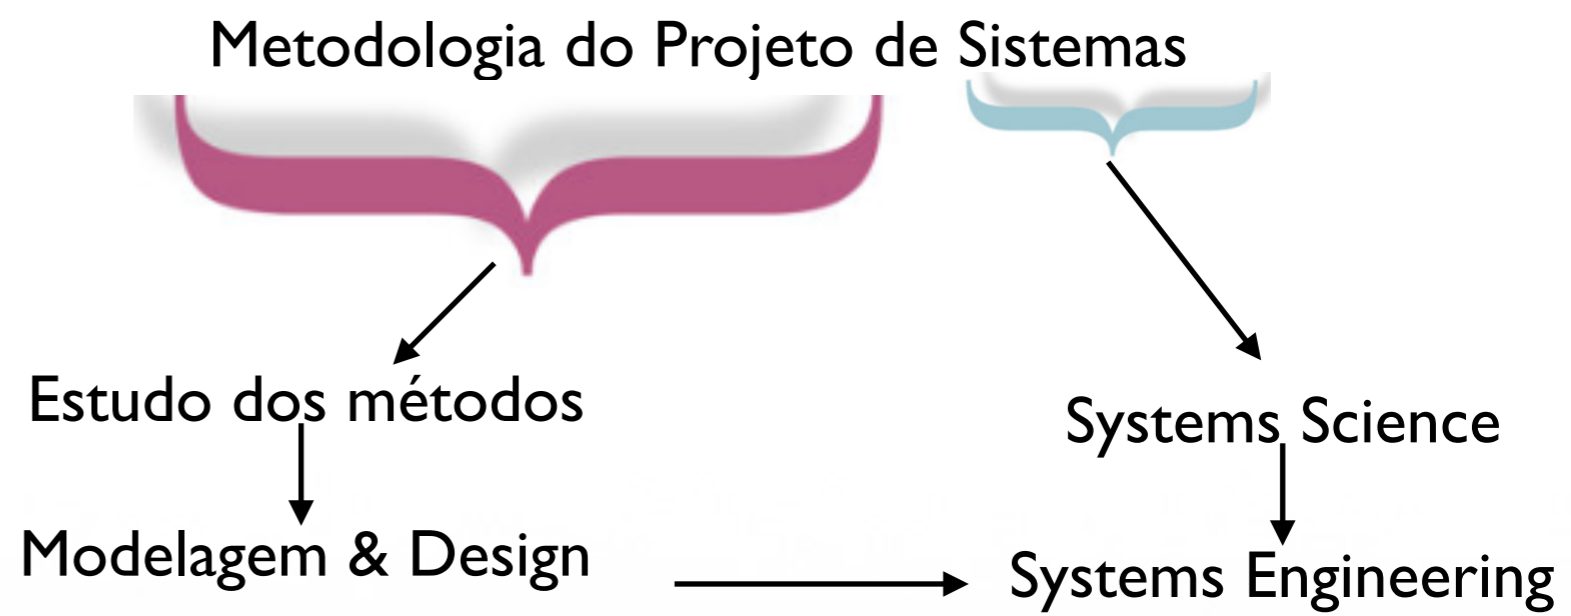 Metodologia do Projeto de Sistemas
Estudo dos métodos
Systems Science
Modelagem & Design
Systems Engineering